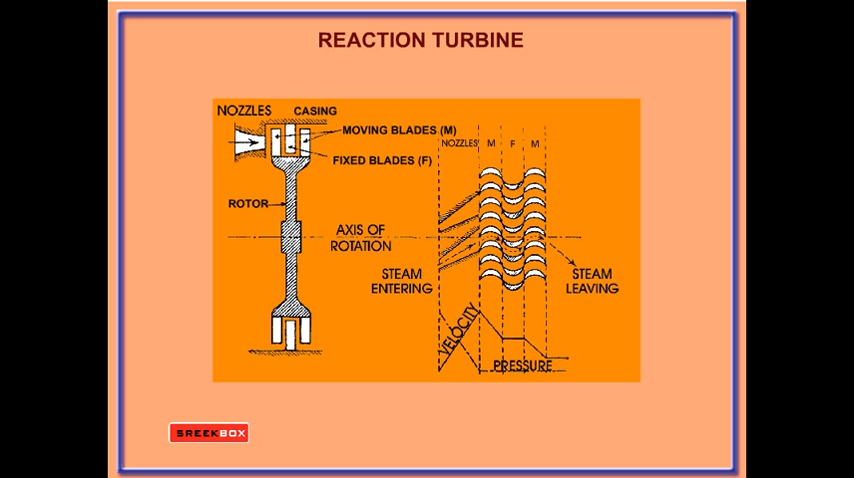 REACTION TURBINE
NOZZLES
CASING
MOVING BLADES (M)
FIXED BLADES (F)
ROTOR
AXIS OF
ROTATION
STEAM
ENTERING
NOZZLES
M
F
M
STEAM
LEAVING
VELOCITY
PRESSURE
SREEKBOX